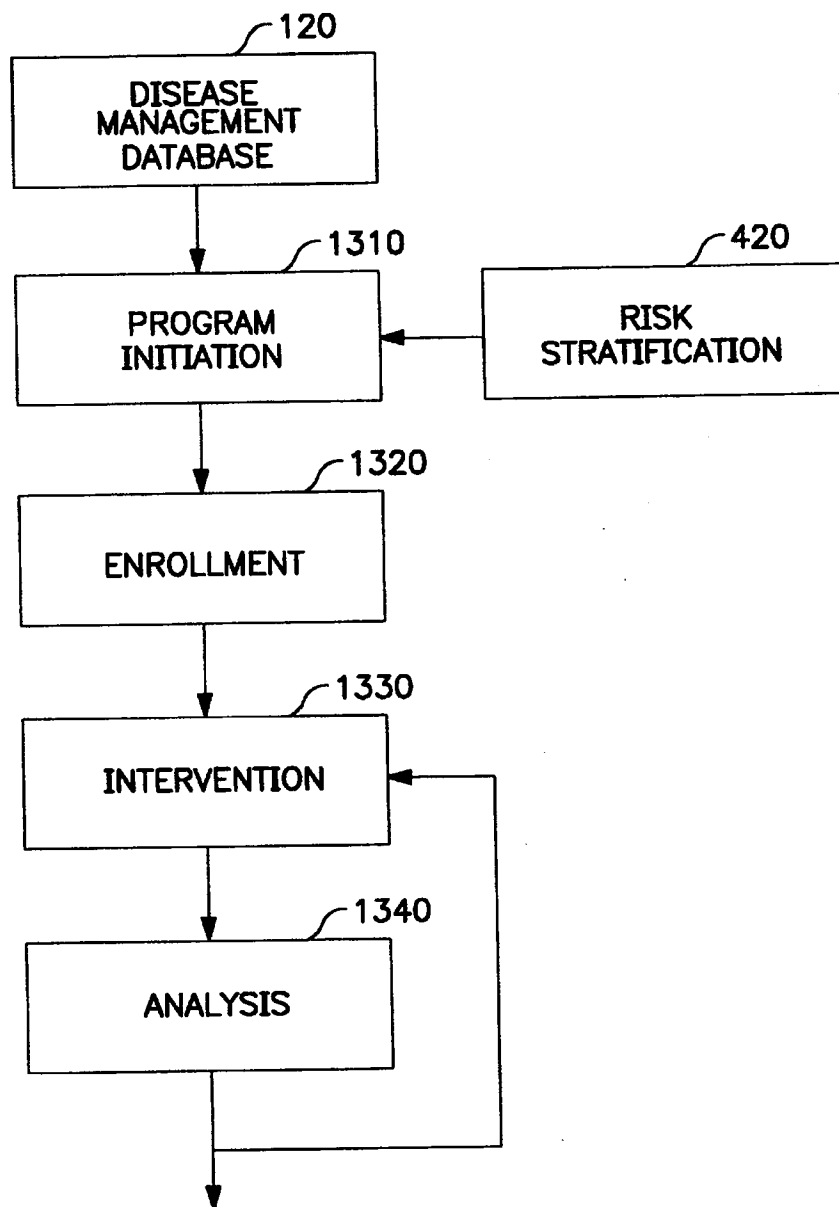 120
DISEASE
MANAGEMENT
DATABASE
1310
PROGRAM
INITIATION
420
RISK
STRATIFICATION
1320
ENROLLMENT
1330
INTERVENTION
1340
ANALYSIS